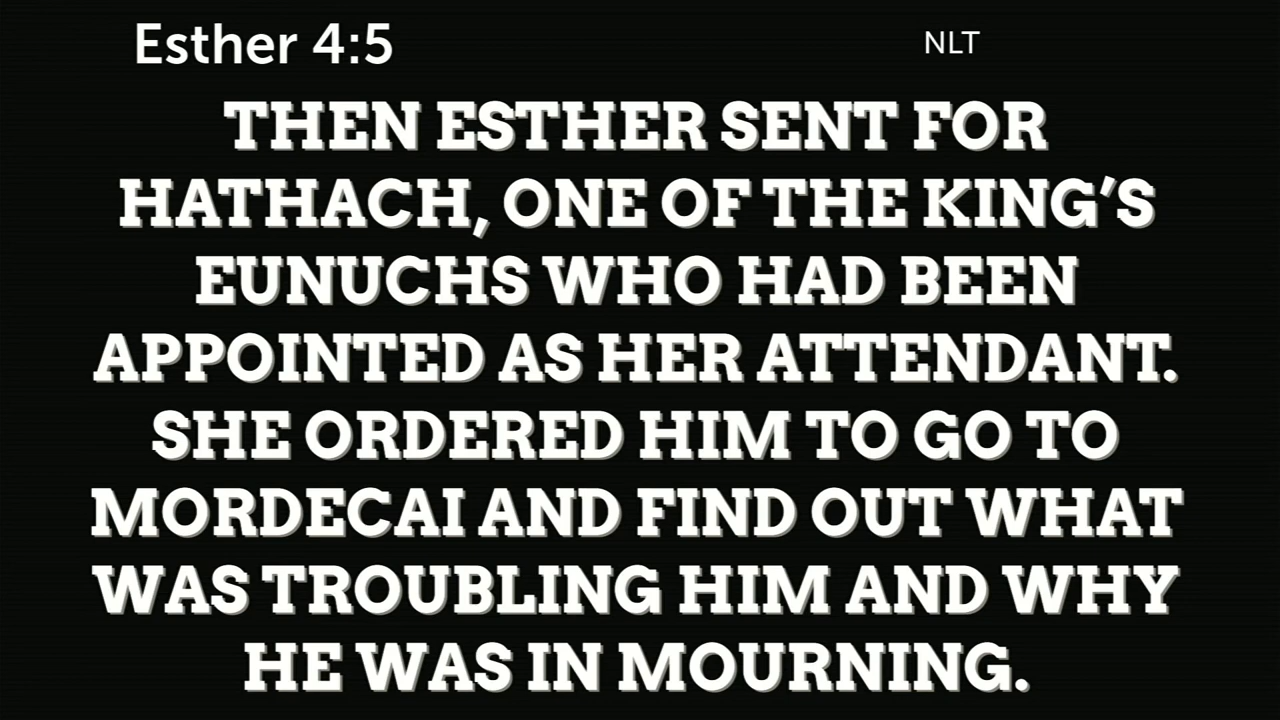 Esther 4:5 NLT
THEN ESTHER SENT FOR
HATHACH, ONE OF THE KING’S
EUNUCHS WHO HAD BEEN
APPOINTED AS HER ATTENDANT.
SHE ORDERED HIM TO GO TO
MORDECAI AND FIND OUT WHAT
WAS TROUBLING HIM AND WHY
HE WAS IN MOURNING.